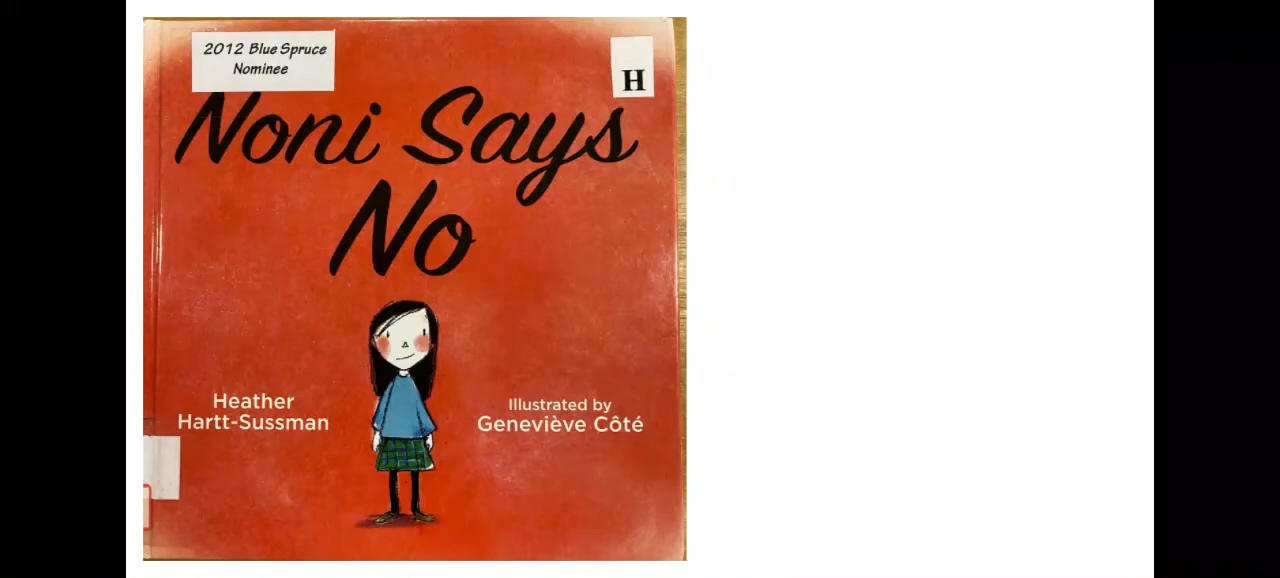 2012 Blue Spruce
Nominee
H
Noni Says
No
Heather
Hartt-Sussman
Illustrated by
Geneviève Côté